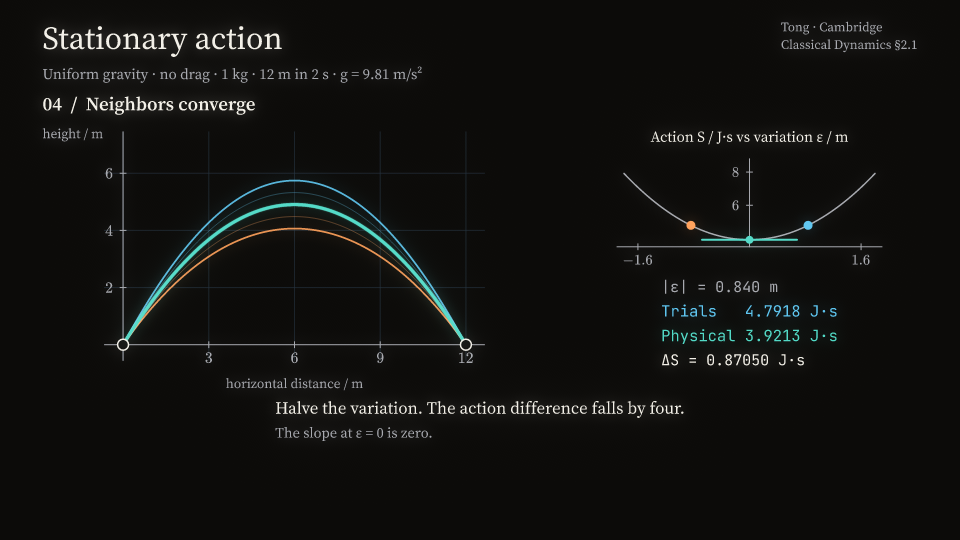 Stationary action
Tong · Cambridge
Classical Dynamics §2.1
Uniform gravity · no drag · 1 kg · 12 m in 2 s · g = 9.81 m/s²
04 / Neighbors converge
height / m
6
4
2
3
6
9
12
horizontal distance / m
Action S / J·s vs variation ε / m
8
6
−1.6
1.6
|ε| = 0.840 m
Trials 4.7918 J·s
Physical 3.9213 J·s
ΔS = 0.87050 J·s
Halve the variation. The action difference falls by four.
The slope at ε = 0 is zero.